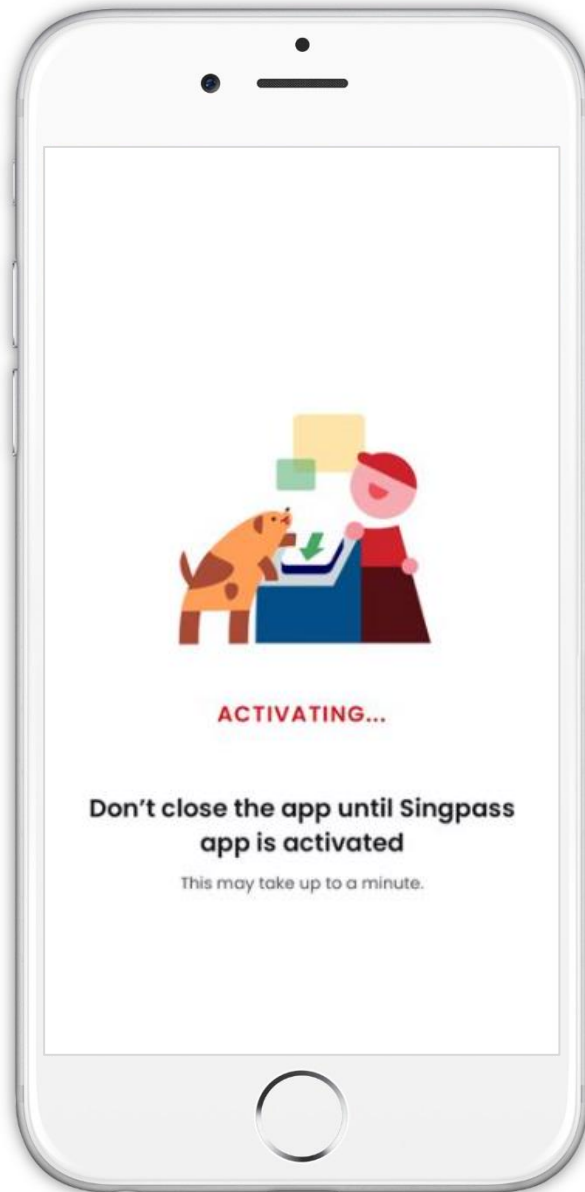 ACTIVATING...
Don't close the app until Singpass
app is activated
This may take up to a minute.